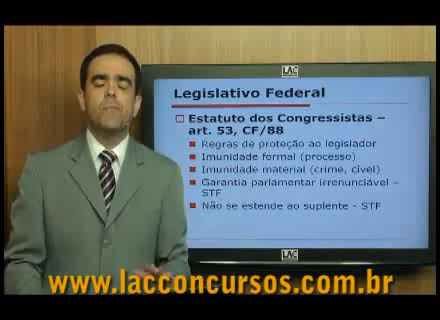 LAC
Legislativo Federal
Estatuto dos Congressistas –
art. 53, CF/88
Regras de proteção ao legislador
Imunidade formal (processo)
Imunidade material (crime, cível)
Garantia parlamentar irrenunciável –
STF
Não se estende ao suplente - STF
LAC
www.lacconcursos.com.br